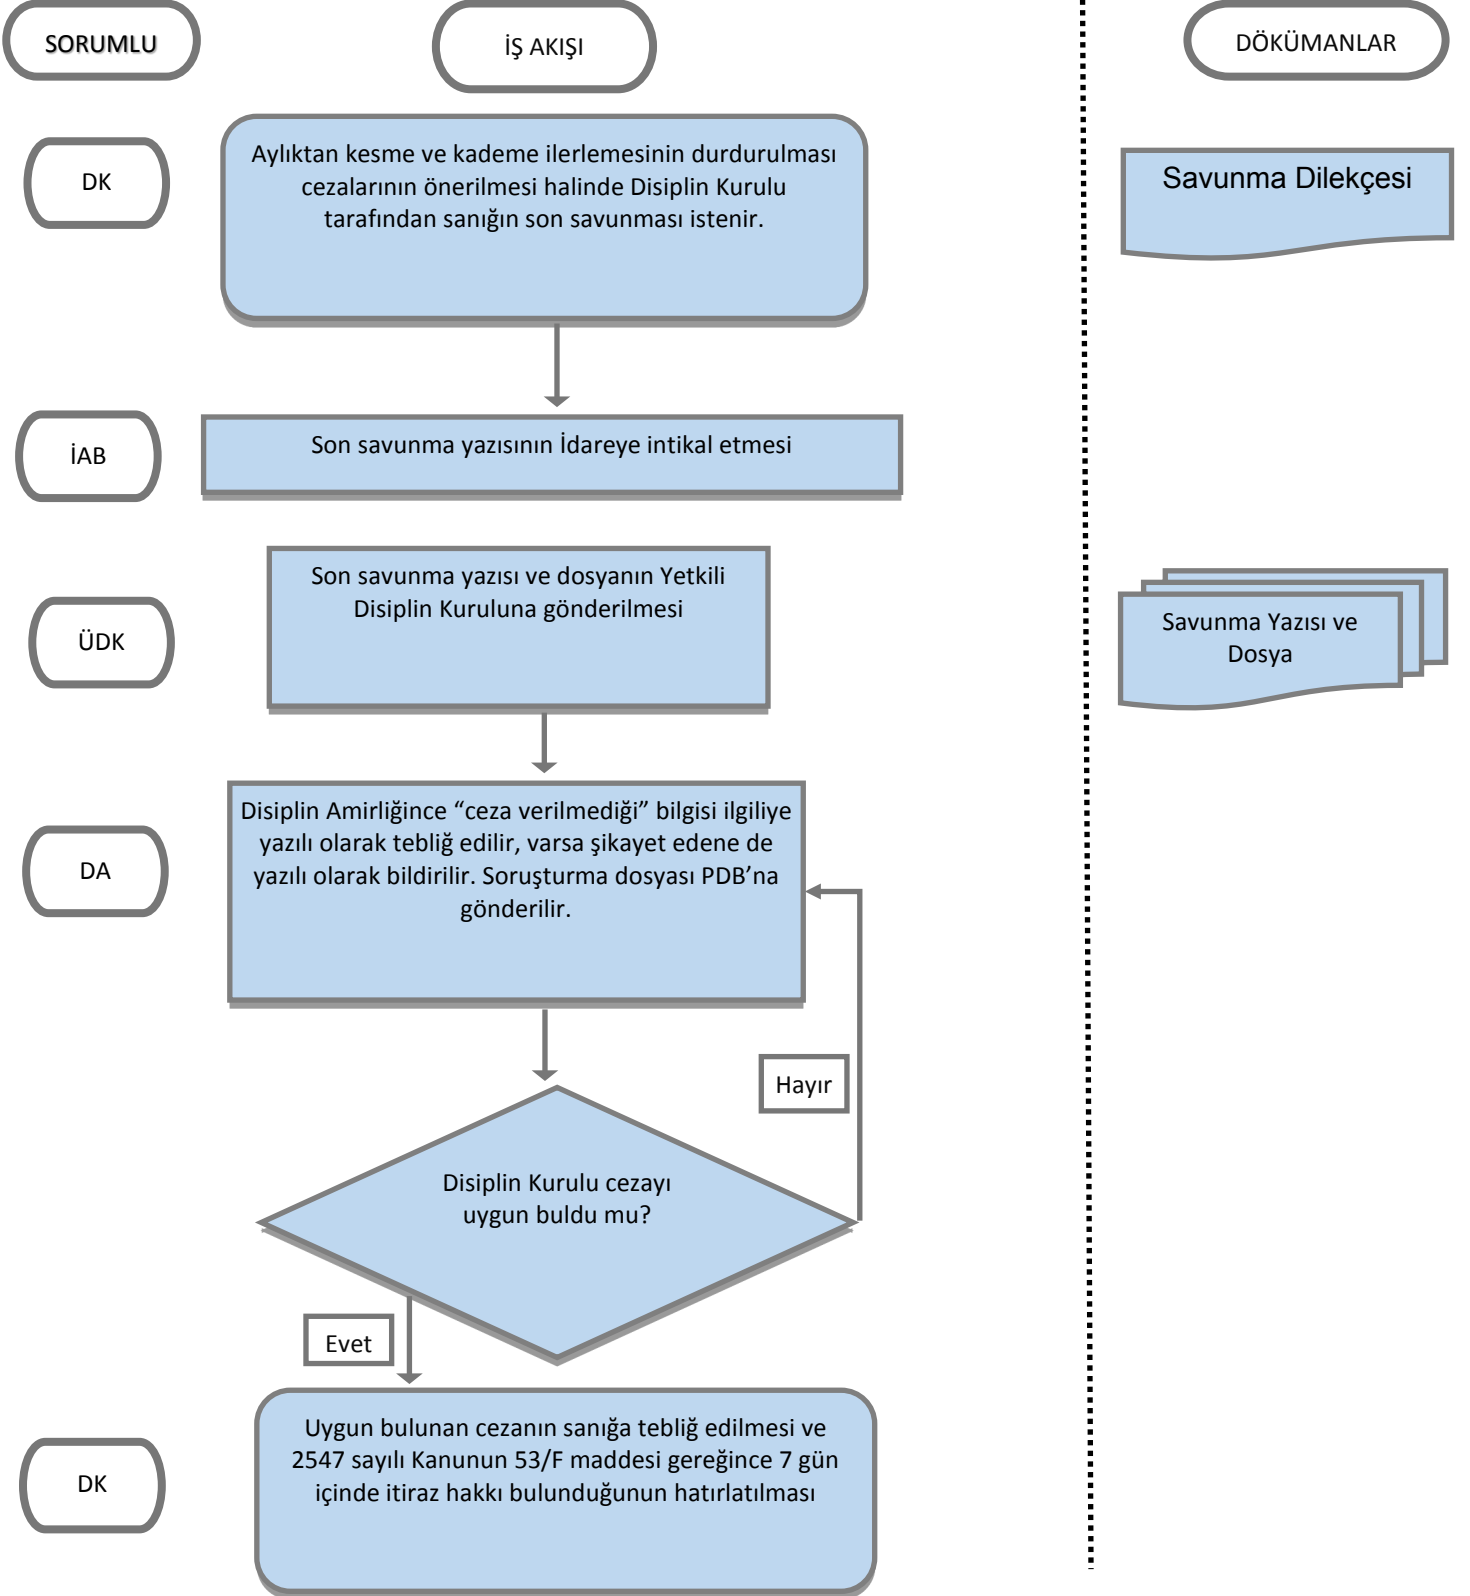 SORUMLU
İŞ AKIŞI
DÖKÜMANLAR
DK
Aylıktan kesme ve kademe ilerlemesinin durdurulması
cezalarının önerilmesi halinde Disiplin Kurulu
tarafından sanığın son savunması istenir.
Savunma Dilekçesi
İAB
Son savunma yazısının İdareye intikal etmesi
ÜDK
Son savunma yazısı ve dosyanın Yetkili
Disiplin Kuruluna gönderilmesi
Savunma Yazısı ve
Dosya
DA
Disiplin Amirliğince “ceza verilmediği” bilgisi ilgiliye
yazılı olarak tebliğ edilir, varsa şikayet edene de
yazılı olarak bildirilir. Soruşturma dosyası PDB’na
gönderilir.
Hayır
Disiplin Kurulu cezayı
uygun buldu mu?
Evet
DK
Uygun bulunan cezanın sanığa tebliğ edilmesi ve
2547 sayılı Kanunun 53/F maddesi gereğince 7 gün
içinde itiraz hakkı bulunduğunun hatırlatılması